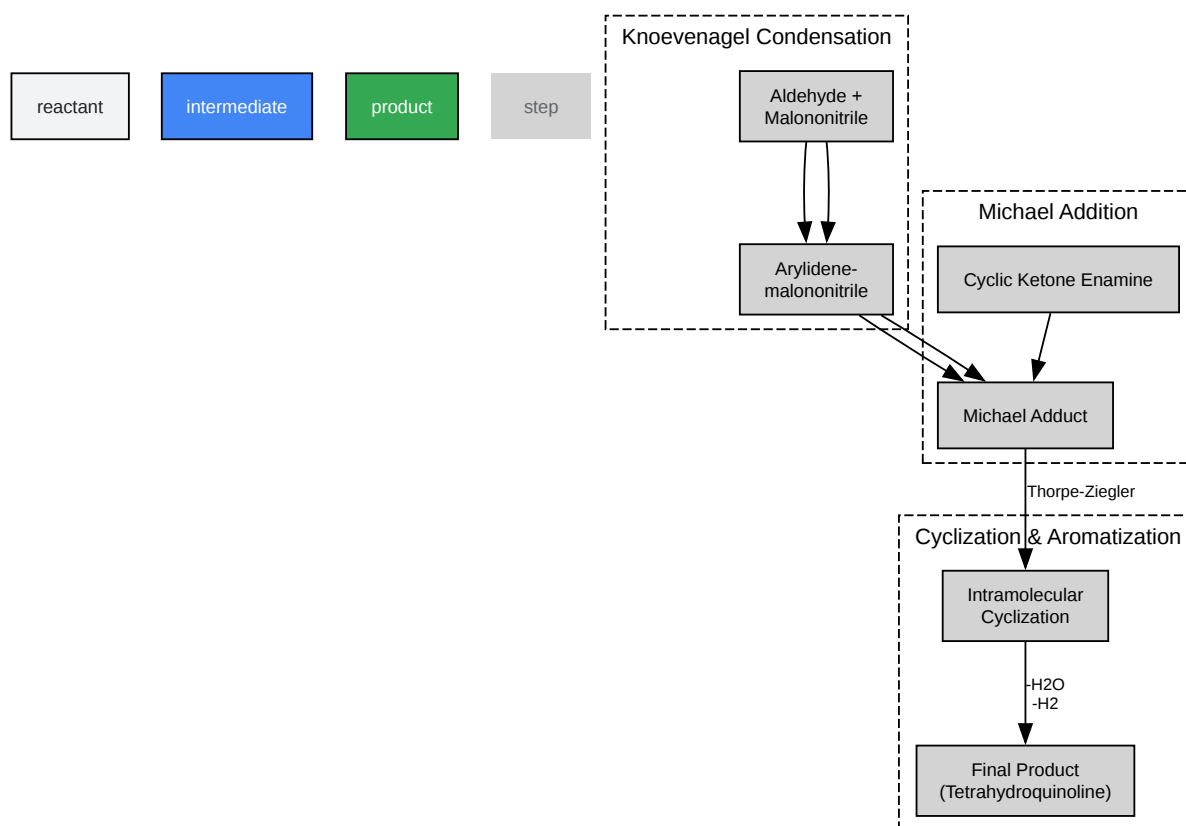 Knoevenagel Condensation
reactant
intermediate
product
step
Aldehyde +
Malononitrile
Michael Addition
Arylidene-
malononitrile
Cyclic Ketone Enamine
Michael Adduct
Thorpe-Ziegler
Cyclization & Aromatization
Intramolecular
Cyclization
-H2O
-H2
Final Product
(Tetrahydroquinoline)